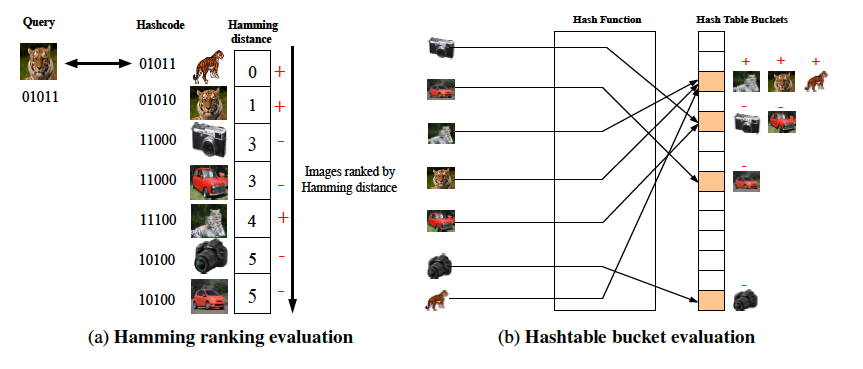 Query
Hashcode
Hamming
distance
01011
01011
0
+
01010
1
+
11000
3
-
11000
3
-
11100
4
+
10100
5
-
10100
5
-
Images ranked by
Hamming distance
(a) Hamming ranking evaluation
Hash Function
Hash Table Buckets
+ + +
- -
-
-
(b) Hashtable bucket evaluation